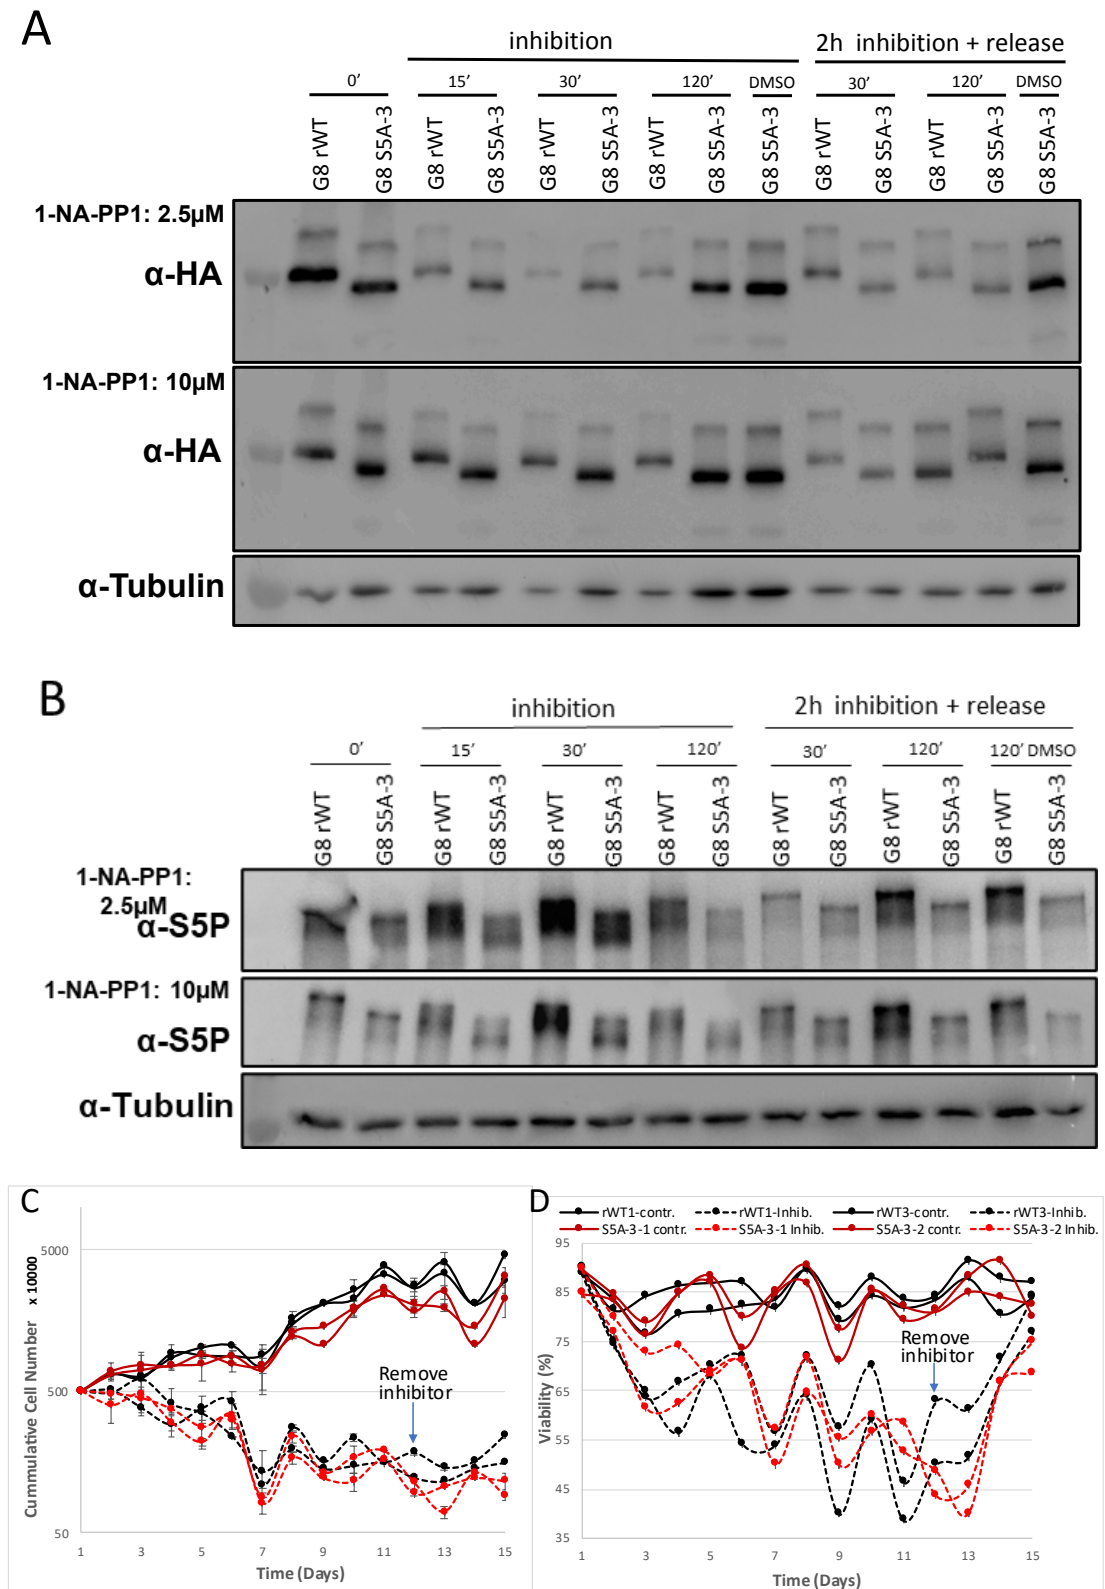 A
inhibition
2h inhibition + release
0’ 15’ 30’ 120’ DMSO 30’ 120’ DMSO
G8 rWT G8 S5A-3 G8 rWT G8 S5A-3 G8 rWT G8 S5A-3 G8 rWT G8 S5A-3 G8 S5A-3 G8 rWT G8 S5A-3 G8 rWT G8 S5A-3 G8 S5A-3
1-NA-PP1: 2.5μM
α-HA
1-NA-PP1: 10μM
α-HA
α-Tubulin
B
inhibition
2h inhibition + release
0’ 15’ 30’ 120’ 30’ 120’ 120’ DMSO
G8 rWT G8 S5A-3 G8 rWT G8 S5A-3 G8 rWT G8 S5A-3 G8 rWT G8 S5A-3 G8 rWT G8 S5A-3 G8 rWT G8 S5A-3 G8 rWT G8 S5A-3
1-NA-PP1:
2.5μM
α-S5P
1-NA-PP1: 10μM
α-S5P
α-Tubulin
C
Cummulative Cell Number x 10000
5000
500
50
Remove
inhibitor
1 3 5 7 9 11 13 15
Time (Days)
D
rWT1-contr. rWT1-Inhib. rWT3-contr. rWT3-Inhib.
S5A-3-1 contr. S5A-3-1 Inhib. S5A-3-2 contr. S5A-3-2 Inhib.
Viability (%)
95
85
75
65
55
45
35
Remove
inhibitor
1 3 5 7 9 11 13 15
Time (Days)